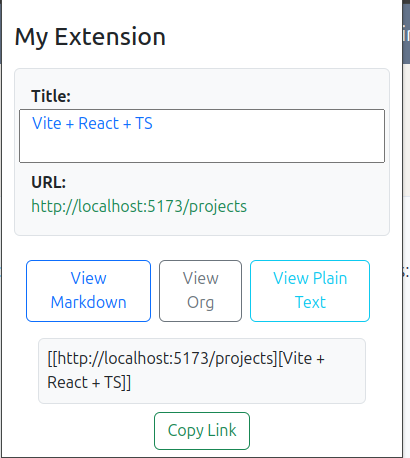 My Extension
Title:
Vite + React + TS
URL:
http://localhost:5173/projects
View
Markdown
View
Org
View Plain
Text
[[http://localhost:5173/projects][Vite +
React + TS]]
Copy Link